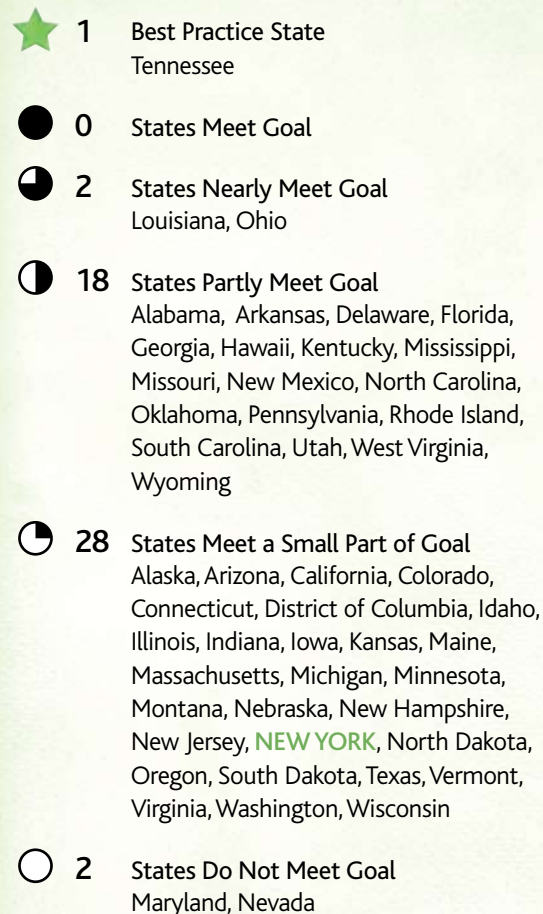 1 Best Practice State
Tennessee
0 States Meet Goal
2 States Nearly Meet Goal
Louisiana, Ohio
18 States Partly Meet Goal
Alabama, Arkansas, Delaware, Florida,
Georgia, Hawaii, Kentucky, Mississippi,
Missouri, New Mexico, North Carolina,
Oklahoma, Pennsylvania, Rhode Island,
South Carolina, Utah, West Virginia,
Wyoming
28 States Meet a Small Part of Goal
Alaska, Arizona, California, Colorado,
Connecticut, District of Columbia, Idaho,
Illinois, Indiana, Iowa, Kansas, Maine,
Massachusetts, Michigan, Minnesota,
Montana, Nebraska, New Hampshire,
New Jersey, NEW YORK, North Dakota,
Oregon, South Dakota, Texas, Vermont,
Virginia, Washington, Wisconsin
2 States Do Not Meet Goal
Maryland, Nevada